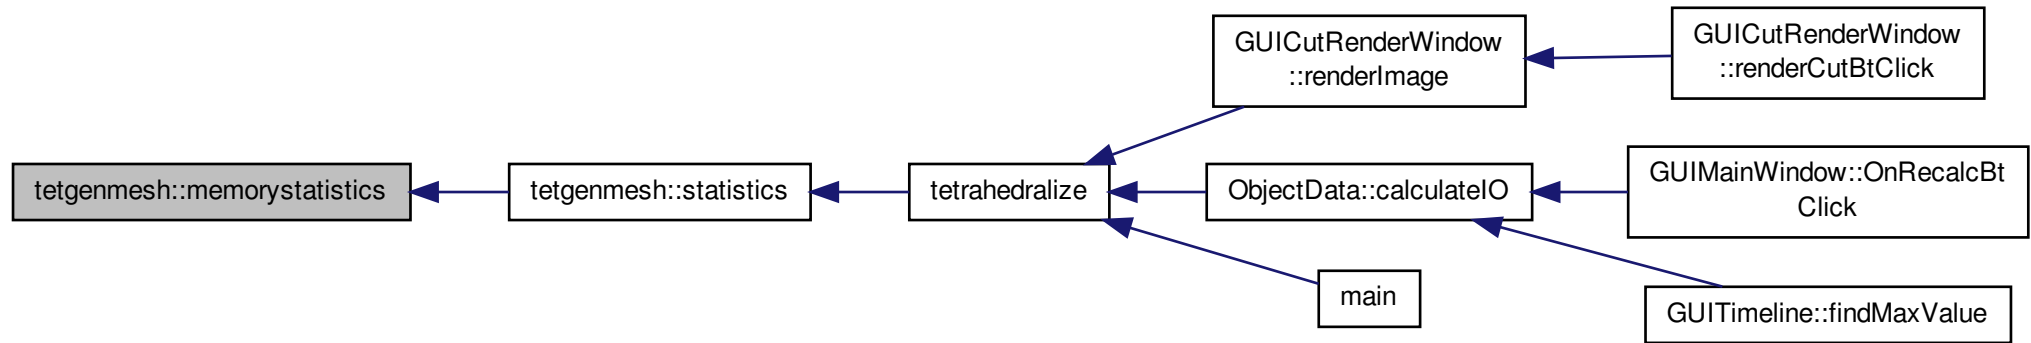 tetgenmesh::memorystatistics
tetgenmesh::statistics
tetrahedralize
GUICutRenderWindow
::renderImage
GUICutRenderWindow
::renderCutBtClick
ObjectData::calculateIO
GUIMainWindow::OnRecalcBt
Click
GUITimeline::findMaxValue
main